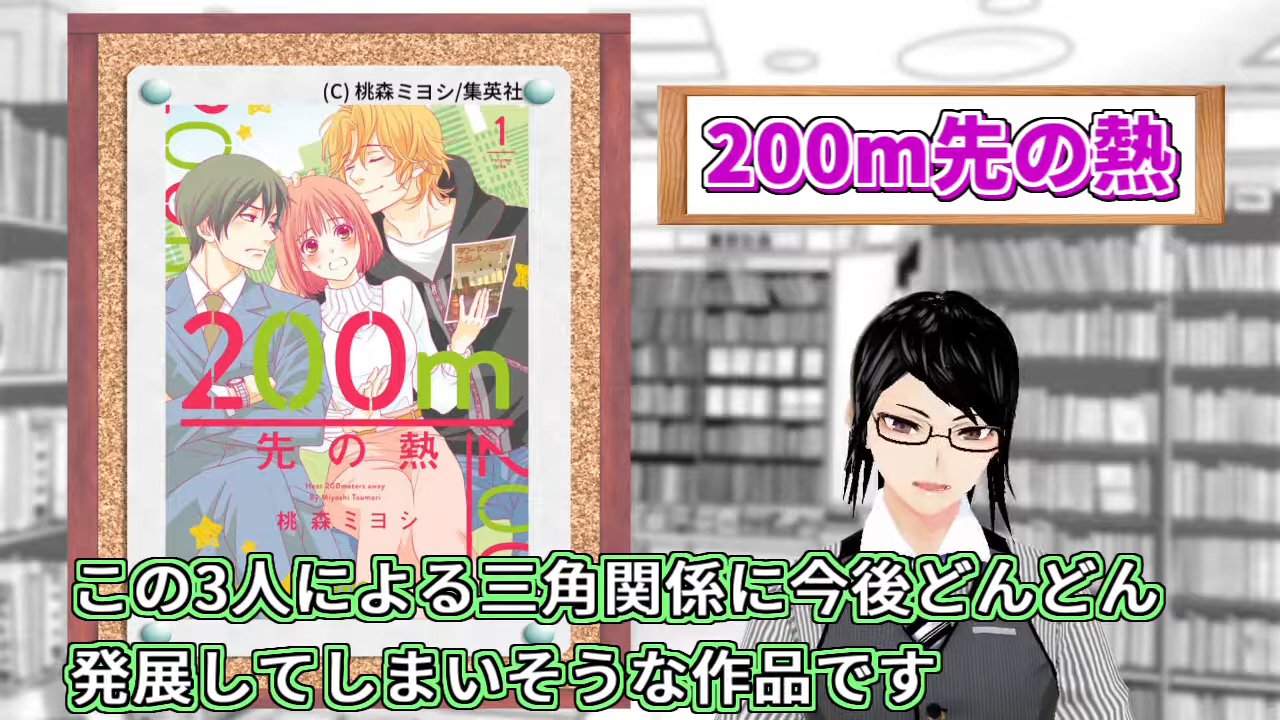 (C) 桃森ミヨシ/集英社
200m先の熱
1
volume
200m
先の熱
Heat 200meters away
By Miyoshi Toumori
桃森ミヨシ
この3人による三角関係に今後どんどん
発展してしまいそうな作品です